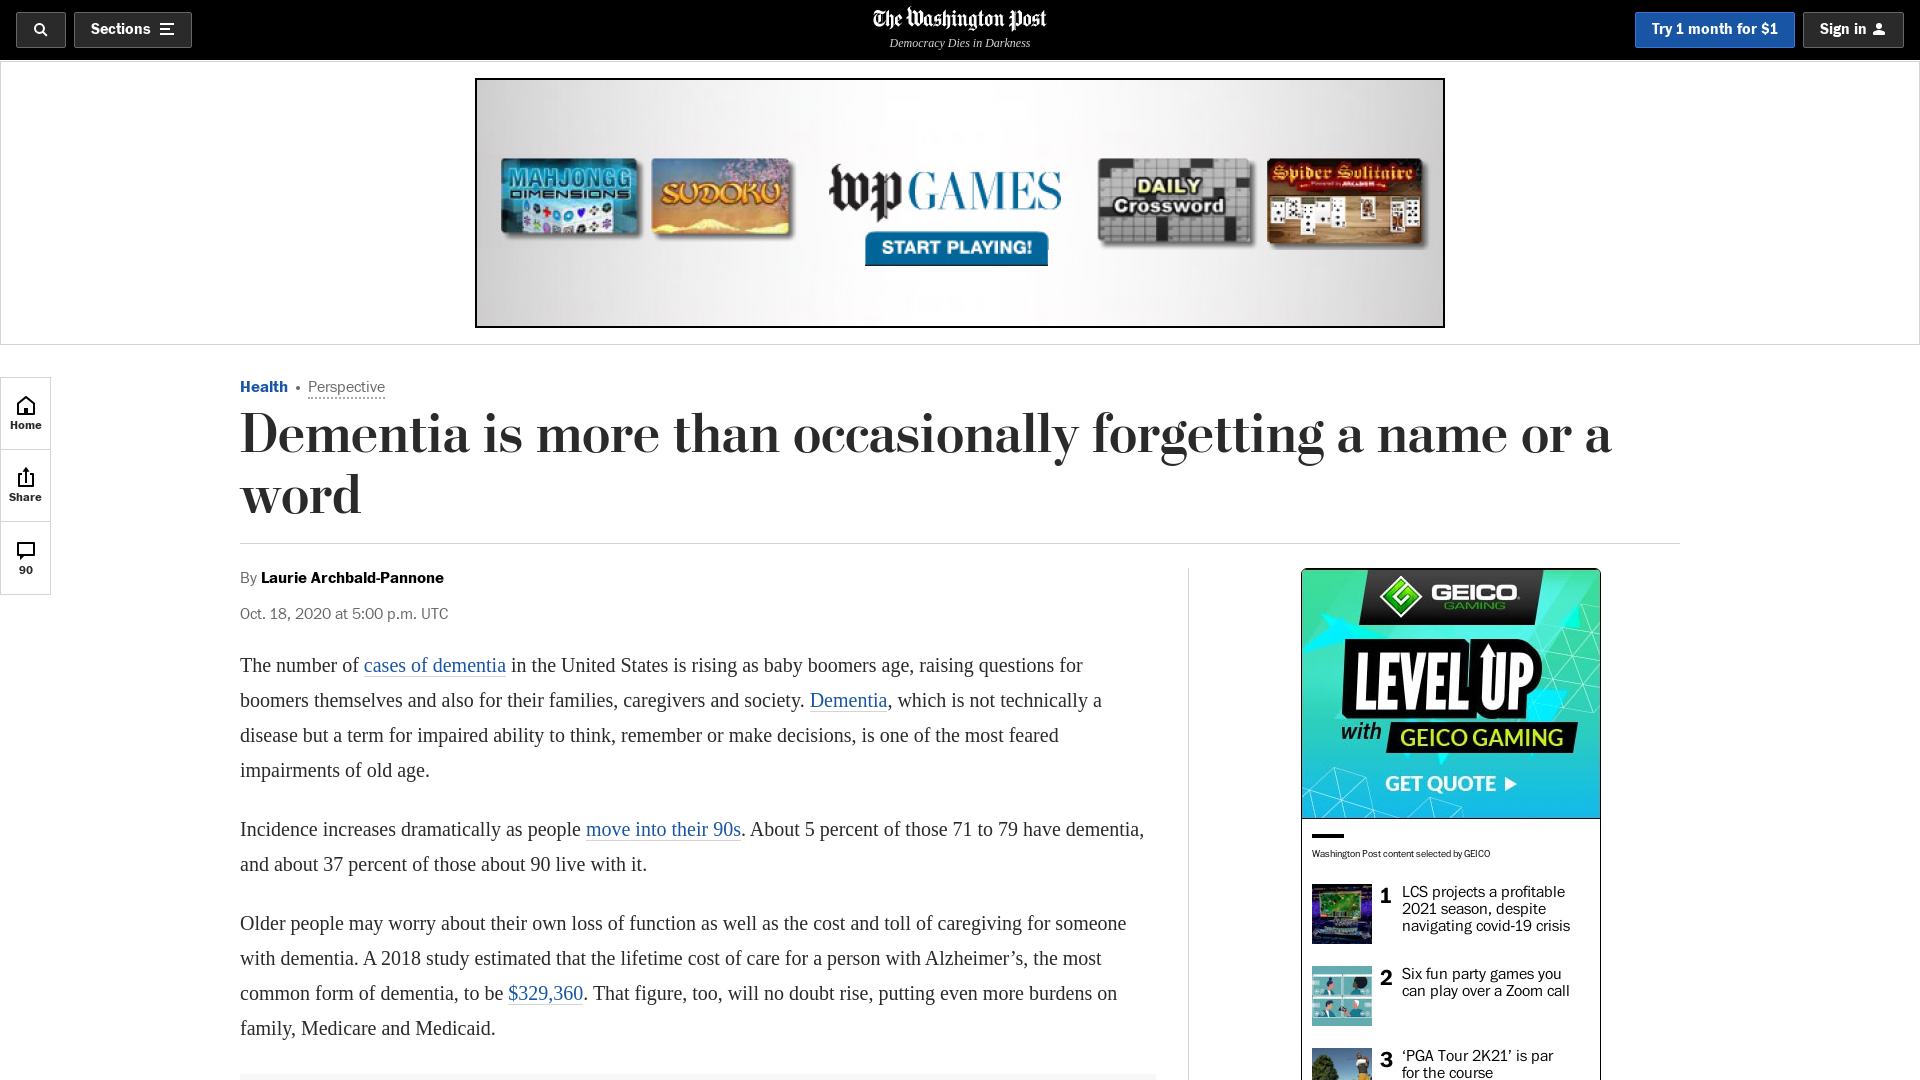 Sections
The Washington Post
Democracy Dies in Darkness
Try 1 month for $1
Sign in
MAHJONGG
DIMENSIONS
SUDOKU
wp GAMES
START PLAYING!
DAILY
Crossword
Spider Solitaire
Home
Share
90
Health • Perspective
Dementia is more than occasionally forgetting a name or a
word
By Laurie Archbald-Pannone
Oct. 18, 2020 at 5:00 p.m. UTC
The number of cases of dementia in the United States is rising as baby boomers age, raising questions for
boomers themselves and also for their families, caregivers and society. Dementia, which is not technically a
disease but a term for impaired ability to think, remember or make decisions, is one of the most feared
impairments of old age.
Incidence increases dramatically as people move into their 90s. About 5 percent of those 71 to 79 have dementia,
and about 37 percent of those about 90 live with it.
Older people may worry about their own loss of function as well as the cost and toll of caregiving for someone
with dementia. A 2018 study estimated that the lifetime cost of care for a person with Alzheimer’s, the most
common form of dementia, to be $329,360. That figure, too, will no doubt rise, putting even more burdens on
family, Medicare and Medicaid.
GEICO
GAMING
LEVEL UP
with GEICO GAMING
GET QUOTE
Washington Post content selected by GEICO
1 LCS projects a profitable
2021 season, despite
navigating covid-19 crisis
2 Six fun party games you
can play over a Zoom call
3 ‘PGA Tour 2K21’ is par
for the course